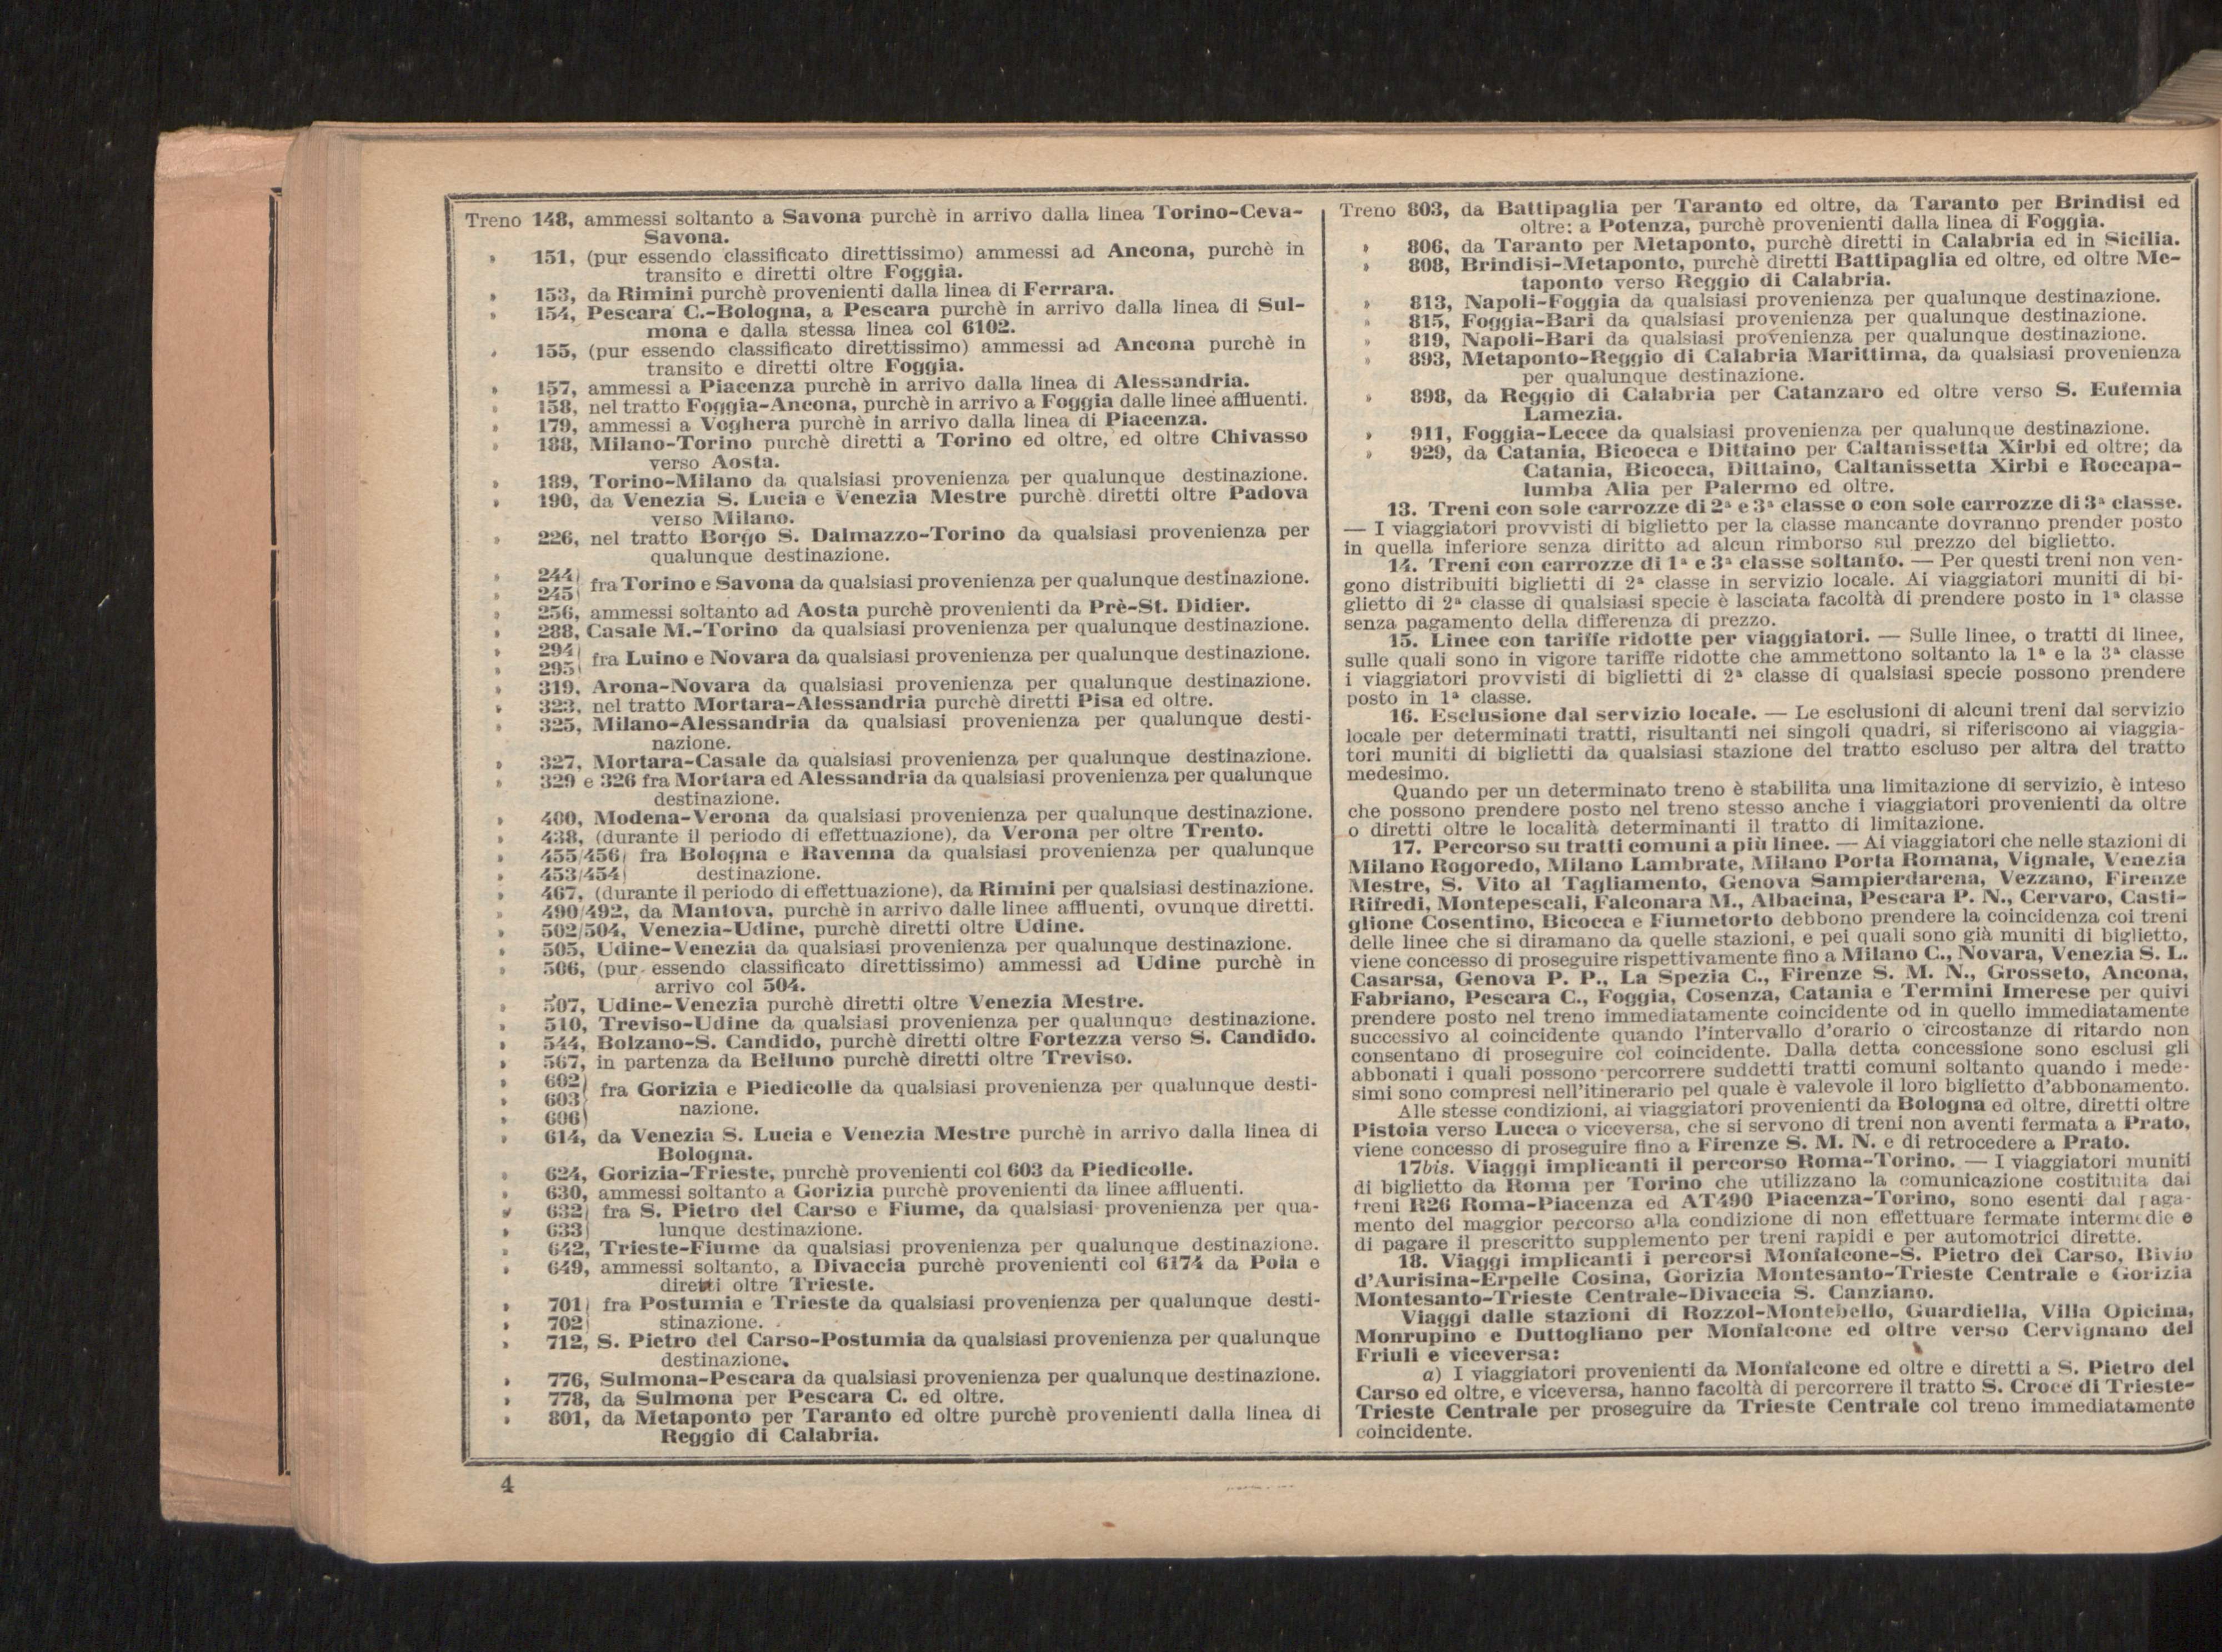 Treno 148, ammessi soltanto a Savona purchè in arrivo dalla linea Torino-Ceva-
Savona.
» 151, (pur essendo classificato direttissimo) ammessi ad Ancona, purchè in
transito e diretti oltre Foggia.
» 153, da Rimini purchè provenienti dalla linea di Ferrara.
» 154, Pescara C.-Bologna, a Pescara purchè in arrivo dalla linea di Sul-
mona e dalla stessa linea col 6102.
» 155, (pur essendo classificato direttissimo) ammessi ad Ancona purchè in
transito e diretti oltre Foggia.
» 157, ammessi a Piacenza purchè in arrivo dalla linea di Alessandria.
» 158, nel tratto Foggia-Ancona, purchè in arrivo a Foggia dalle linee affluenti.
» 179, ammessi a Voghera purchè in arrivo dalla linea di Piacenza.
» 188, Milano-Torino purchè diretti a Torino ed oltre, ed oltre Chivasso
verso Aosta.
» 189, Torino-Milano da qualsiasi provenienza per qualunque destinazione.
» 190, da Venezia S. Lucia e Venezia Mestre purchè diretti oltre Padova
verso Milano.
» 226, nel tratto Borgo S. Dalmazzo-Torino da qualsiasi provenienza per
qualunque destinazione.
» 244)
» 245) fra Torino e Savona da qualsiasi provenienza per qualunque destinazione.
» 256, ammessi soltanto ad Aosta purchè provenienti da Prè-St. Didier.
» 288, Casale M.-Torino da qualsiasi provenienza per qualunque destinazione.
» 294)
» 295) fra Luino e Novara da qualsiasi provenienza per qualunque destinazione.
» 319, Arona-Novara da qualsiasi provenienza per qualunque destinazione.
» 323, nel tratto Mortara-Alessandria purchè diretti Pisa ed oltre.
» 325, Milano-Alessandria da qualsiasi provenienza per qualunque desti-
nazione.
» 327, Mortara-Casale da qualsiasi provenienza per qualunque destinazione.
» 329 e 326 fra Mortara ed Alessandria da qualsiasi provenienza per qualunque
destinazione.
» 400, Modena-Verona da qualsiasi provenienza per qualunque destinazione.
» 438, (durante il periodo di effettuazione), da Verona per oltre Trento.
» 455/456) fra Bologna e Ravenna da qualsiasi provenienza per qualunque
» 453/454) destinazione.
» 467, (durante il periodo di effettuazione), da Rimini per qualsiasi destinazione.
» 490/492, da Mantova, purchè in arrivo dalle linee affluenti, ovunque diretti.
» 502/504, Venezia-Udine, purchè diretti oltre Udine.
» 505, Udine-Venezia da qualsiasi provenienza per qualunque destinazione.
» 506, (pur essendo classificato direttissimo) ammessi ad Udine purchè in
arrivo col 504.
» 507, Udine-Venezia purchè diretti oltre Venezia Mestre.
» 510, Treviso-Udine da qualsiasi provenienza per qualunque destinazione.
» 544, Bolzano-S. Candido, purchè diretti oltre Fortezza verso S. Candido.
» 567, in partenza da Belluno purchè diretti oltre Treviso.
» 602)
» 603} fra Gorizia e Piedicolle da qualsiasi provenienza per qualunque desti-
» 606) nazione.
» 614, da Venezia S. Lucia e Venezia Mestre purchè in arrivo dalla linea di
Bologna.
» 624, Gorizia-Trieste, purchè provenienti col 603 da Piedicolle.
» 630, ammessi soltanto a Gorizia purchè provenienti da linee affluenti.
» 632) fra S. Pietro del Carso e Fiume, da qualsiasi provenienza per qua-
» 633) lunque destinazione.
» 642, Trieste-Fiume da qualsiasi provenienza per qualunque destinazione.
» 649, ammessi soltanto, a Divaccia purchè provenienti col 6174 da Pola e
diretti oltre Trieste.
» 701) fra Postumia e Trieste da qualsiasi provenienza per qualunque desti-
» 702) stinazione.
» 712, S. Pietro del Carso-Postumia da qualsiasi provenienza per qualunque
destinazione.
» 776, Sulmona-Pescara da qualsiasi provenienza per qualunque destinazione.
» 778, da Sulmona per Pescara C. ed oltre.
» 801, da Metaponto per Taranto ed oltre purchè provenienti dalla linea di
Reggio di Calabria.
4
Treno 803, da Battipaglia per Taranto ed oltre, da Taranto per Brindisi ed
oltre; a Potenza, purchè provenienti dalla linea di Foggia.
» 806, da Taranto per Metaponto, purchè diretti in Calabria ed in Sicilia.
» 808, Brindisi-Metaponto, purchè diretti Battipaglia ed oltre, ed oltre Me-
taponto verso Reggio di Calabria.
» 813, Napoli-Foggia da qualsiasi provenienza per qualunque destinazione.
» 815, Foggia-Bari da qualsiasi provenienza per qualunque destinazione.
» 819, Napoli-Bari da qualsiasi provenienza per qualunque destinazione.
» 893, Metaponto-Reggio di Calabria Marittima, da qualsiasi provenienza
per qualunque destinazione.
» 898, da Reggio di Calabria per Catanzaro ed oltre verso S. Eufemia
Lamezia.
» 911, Foggia-Lecce da qualsiasi provenienza per qualunque destinazione.
» 929, da Catania, Bicocca e Dittaino per Caltanissetta Xirbi ed oltre; da
Catania, Bicocca, Dittaino, Caltanissetta Xirbi e Roccapa-
lumba Alia per Palermo ed oltre.
13. Treni con sole carrozze di 2ª e 3ª classe o con sole carrozze di 3ª classe.
— I viaggiatori provvisti di biglietto per la classe mancante dovranno prender posto
in quella inferiore senza diritto ad alcun rimborso sul prezzo del biglietto.
14. Treni con carrozze di 1ª e 3ª classe soltanto. — Per questi treni non ven-
gono distribuiti biglietti di 2ª classe in servizio locale. Ai viaggiatori muniti di bi-
glietto di 2ª classe di qualsiasi specie è lasciata facoltà di prendere posto in 1ª classe
senza pagamento della differenza di prezzo.
15. Linee con tariffe ridotte per viaggiatori. — Sulle linee, o tratti di linee,
sulle quali sono in vigore tariffe ridotte che ammettono soltanto la 1ª e la 3ª classe
i viaggiatori provvisti di biglietti di 2ª classe di qualsiasi specie possono prendere
posto in 1ª classe.
16. Esclusione dal servizio locale. — Le esclusioni di alcuni treni dal servizio
locale per determinati tratti, risultanti nei singoli quadri, si riferiscono ai viaggia-
tori muniti di biglietti da qualsiasi stazione del tratto escluso per altra del tratto
medesimo.
Quando per un determinato treno è stabilita una limitazione di servizio, è inteso
che possono prendere posto nel treno stesso anche i viaggiatori provenienti da oltre
o diretti oltre le località determinanti il tratto di limitazione.
17. Percorso su tratti comuni a più linee. — Ai viaggiatori che nelle stazioni di
Milano Rogoredo, Milano Lambrate, Milano Porta Romana, Vignale, Venezia
Mestre, S. Vito al Tagliamento, Genova Sampierdarena, Vezzano, Firenze
Rifredi, Montepescali, Falconara M., Albacina, Pescara P. N., Cervaro, Casti-
glione Cosentino, Bicocca e Fiumetorto debbono prendere la coincidenza coi treni
delle linee che si diramano da quelle stazioni, e pei quali sono già muniti di biglietto,
viene concesso di proseguire rispettivamente fino a Milano C., Novara, Venezia S. L.
Casarsa, Genova P. P., La Spezia C., Firenze S. M. N., Grosseto, Ancona,
Fabriano, Pescara C., Foggia, Cosenza, Catania e Termini Imerese per quivi
prendere posto nel treno immediatamente coincidente od in quello immediatamente
successivo al coincidente quando l'intervallo d'orario o circostanze di ritardo non
consentano di proseguire col coincidente. Dalla detta concessione sono esclusi gli
abbonati i quali possono percorrere suddetti tratti comuni soltanto quando i mede-
simi sono compresi nell'itinerario pel quale è valevole il loro biglietto d'abbonamento.
Alle stesse condizioni, ai viaggiatori provenienti da Bologna ed oltre, diretti oltre
Pistoia verso Lucca o viceversa, che si servono di treni non aventi fermata a Prato,
viene concesso di proseguire fino a Firenze S. M. N. e di retrocedere a Prato.
17bis. Viaggi implicanti il percorso Roma-Torino. — I viaggiatori muniti
di biglietto da Roma per Torino che utilizzano la comunicazione costituita dai
treni R26 Roma-Piacenza ed AT490 Piacenza-Torino, sono esenti dal paga-
mento del maggior percorso alla condizione di non effettuare fermate intermedie e
di pagare il prescritto supplemento per treni rapidi e per automotrici dirette.
18. Viaggi implicanti i percorsi Monfalcone-S. Pietro del Carso, Bivio
d'Aurisina-Erpelle Cosina, Gorizia Montesanto-Trieste Centrale e Gorizia
Montesanto-Trieste Centrale-Divaccia S. Canziano.
Viaggi dalle stazioni di Rozzol-Montebello, Guardiella, Villa Opicina,
Monrupino e Duttogliano per Monfalcone ed oltre verso Cervignano del
Friuli e viceversa:
a) I viaggiatori provenienti da Monfalcone ed oltre e diretti a S. Pietro del
Carso ed oltre, e viceversa, hanno facoltà di percorrere il tratto S. Croce di Trieste-
Trieste Centrale per proseguire da Trieste Centrale col treno immediatamente
coincidente.